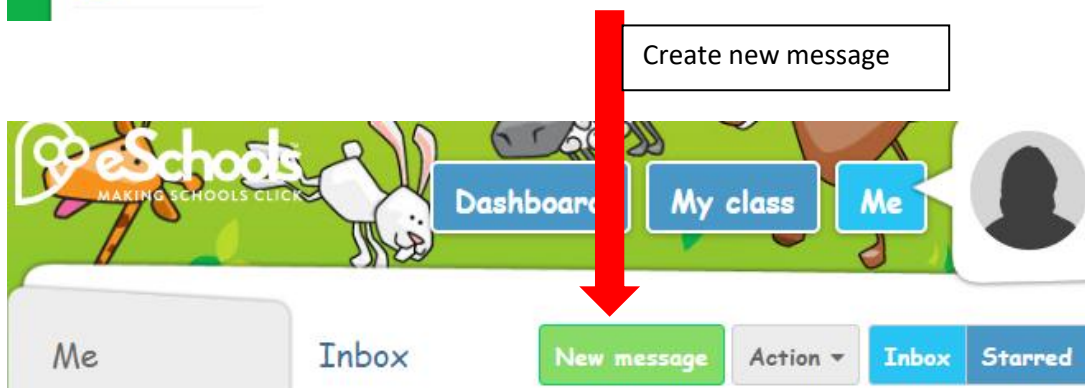 Create new message
eSchools
MAKING SCHOOLS CLICK
Dashboard My class Me
Me Inbox New message Action Inbox Starred